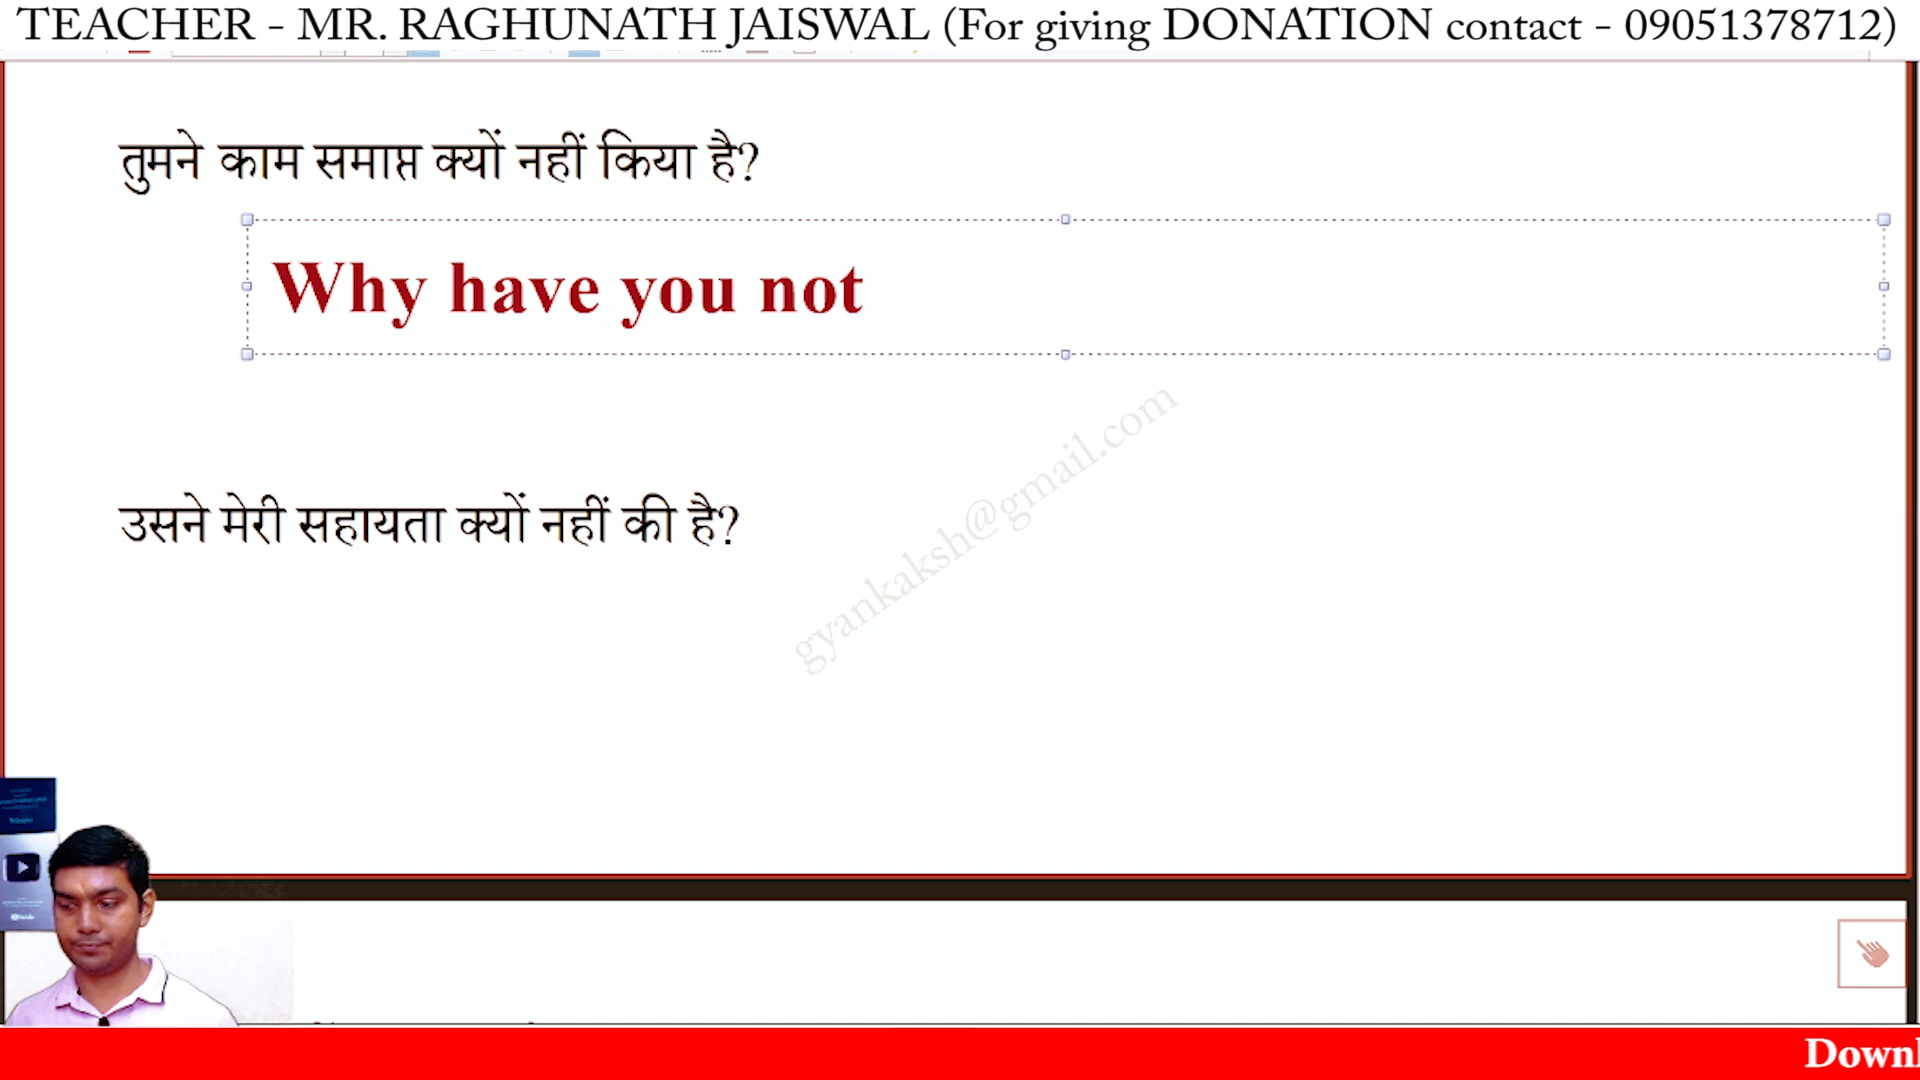 TEACHER - MR. RAGHUNATH JAISWAL (For giving DONATION contact - 09051378712)
तुमने काम समाप्त क्यों नहीं किया है?
Why have you not
gyankaksh@gmail.com
उसने मेरी सहायता क्यों नहीं की है?